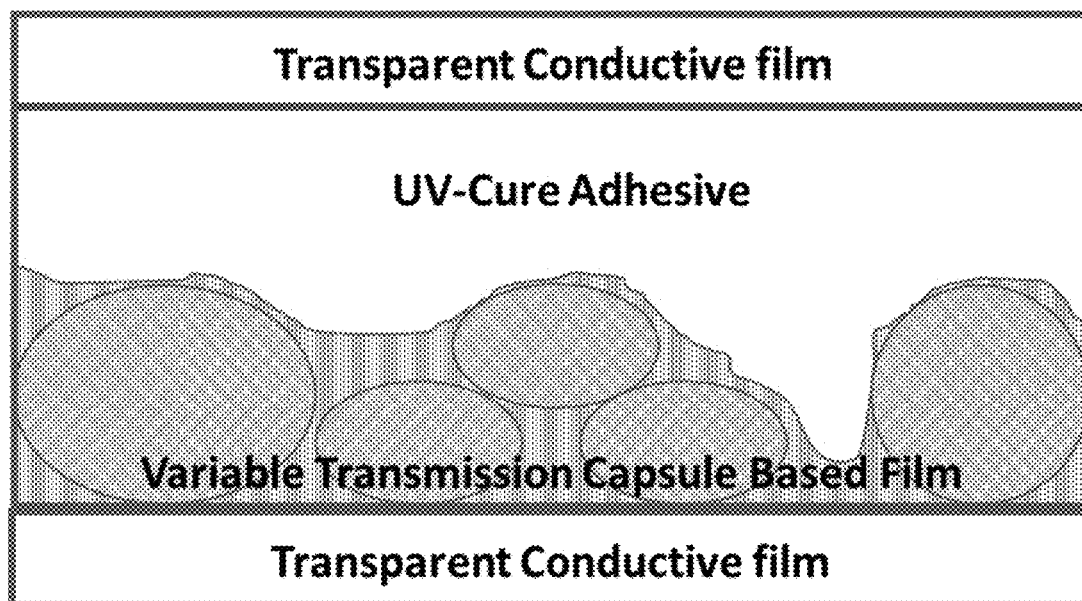 Transparent Conductive film
UV-Cure Adhesive
Variable Transmission Capsule Based Film
Transparent Conductive film